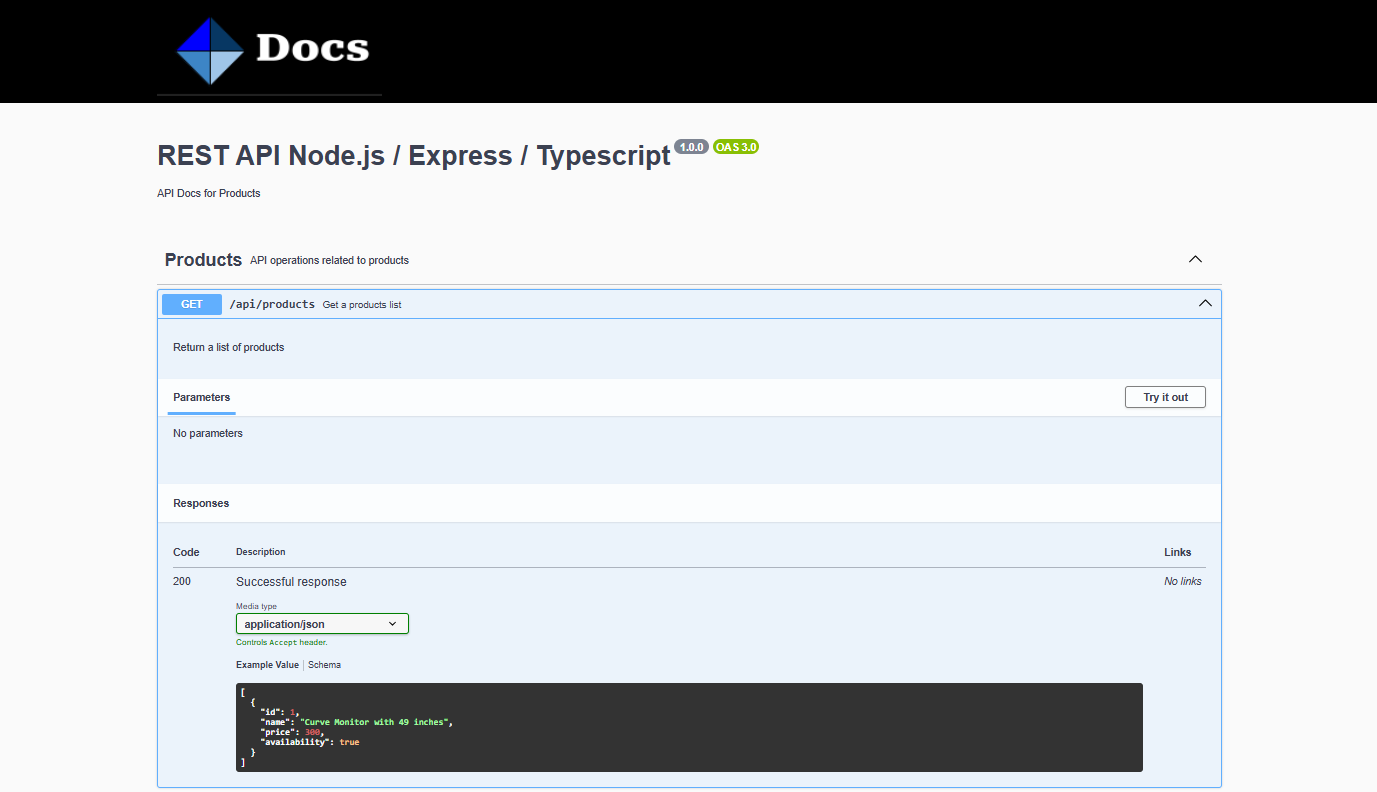 Docs
REST API Node.js / Express / Typescript 1.0.0 OAS 3.0
API Docs for Products
Products API operations related to products
GET /api/products Get a products list
Return a list of products
Parameters Try it out
No parameters
Responses
Code Description Links
200 Successful response No links
Media type
application/json
Controls Accept header.
Example Value Schema
[
  {
    "id": 1,
    "name": "Curve Monitor with 49 inches",
    "price": 300,
    "availability": true
  }
]